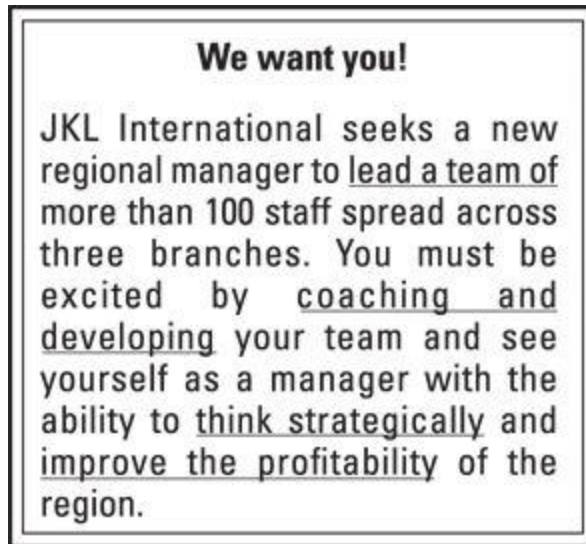 We want you!
JKL International seeks a new
regional manager to lead a team of
more than 100 staff spread across
three branches. You must be
excited by coaching and
developing your team and see
yourself as a manager with the
ability to think strategically and
improve the profitability of the
region.